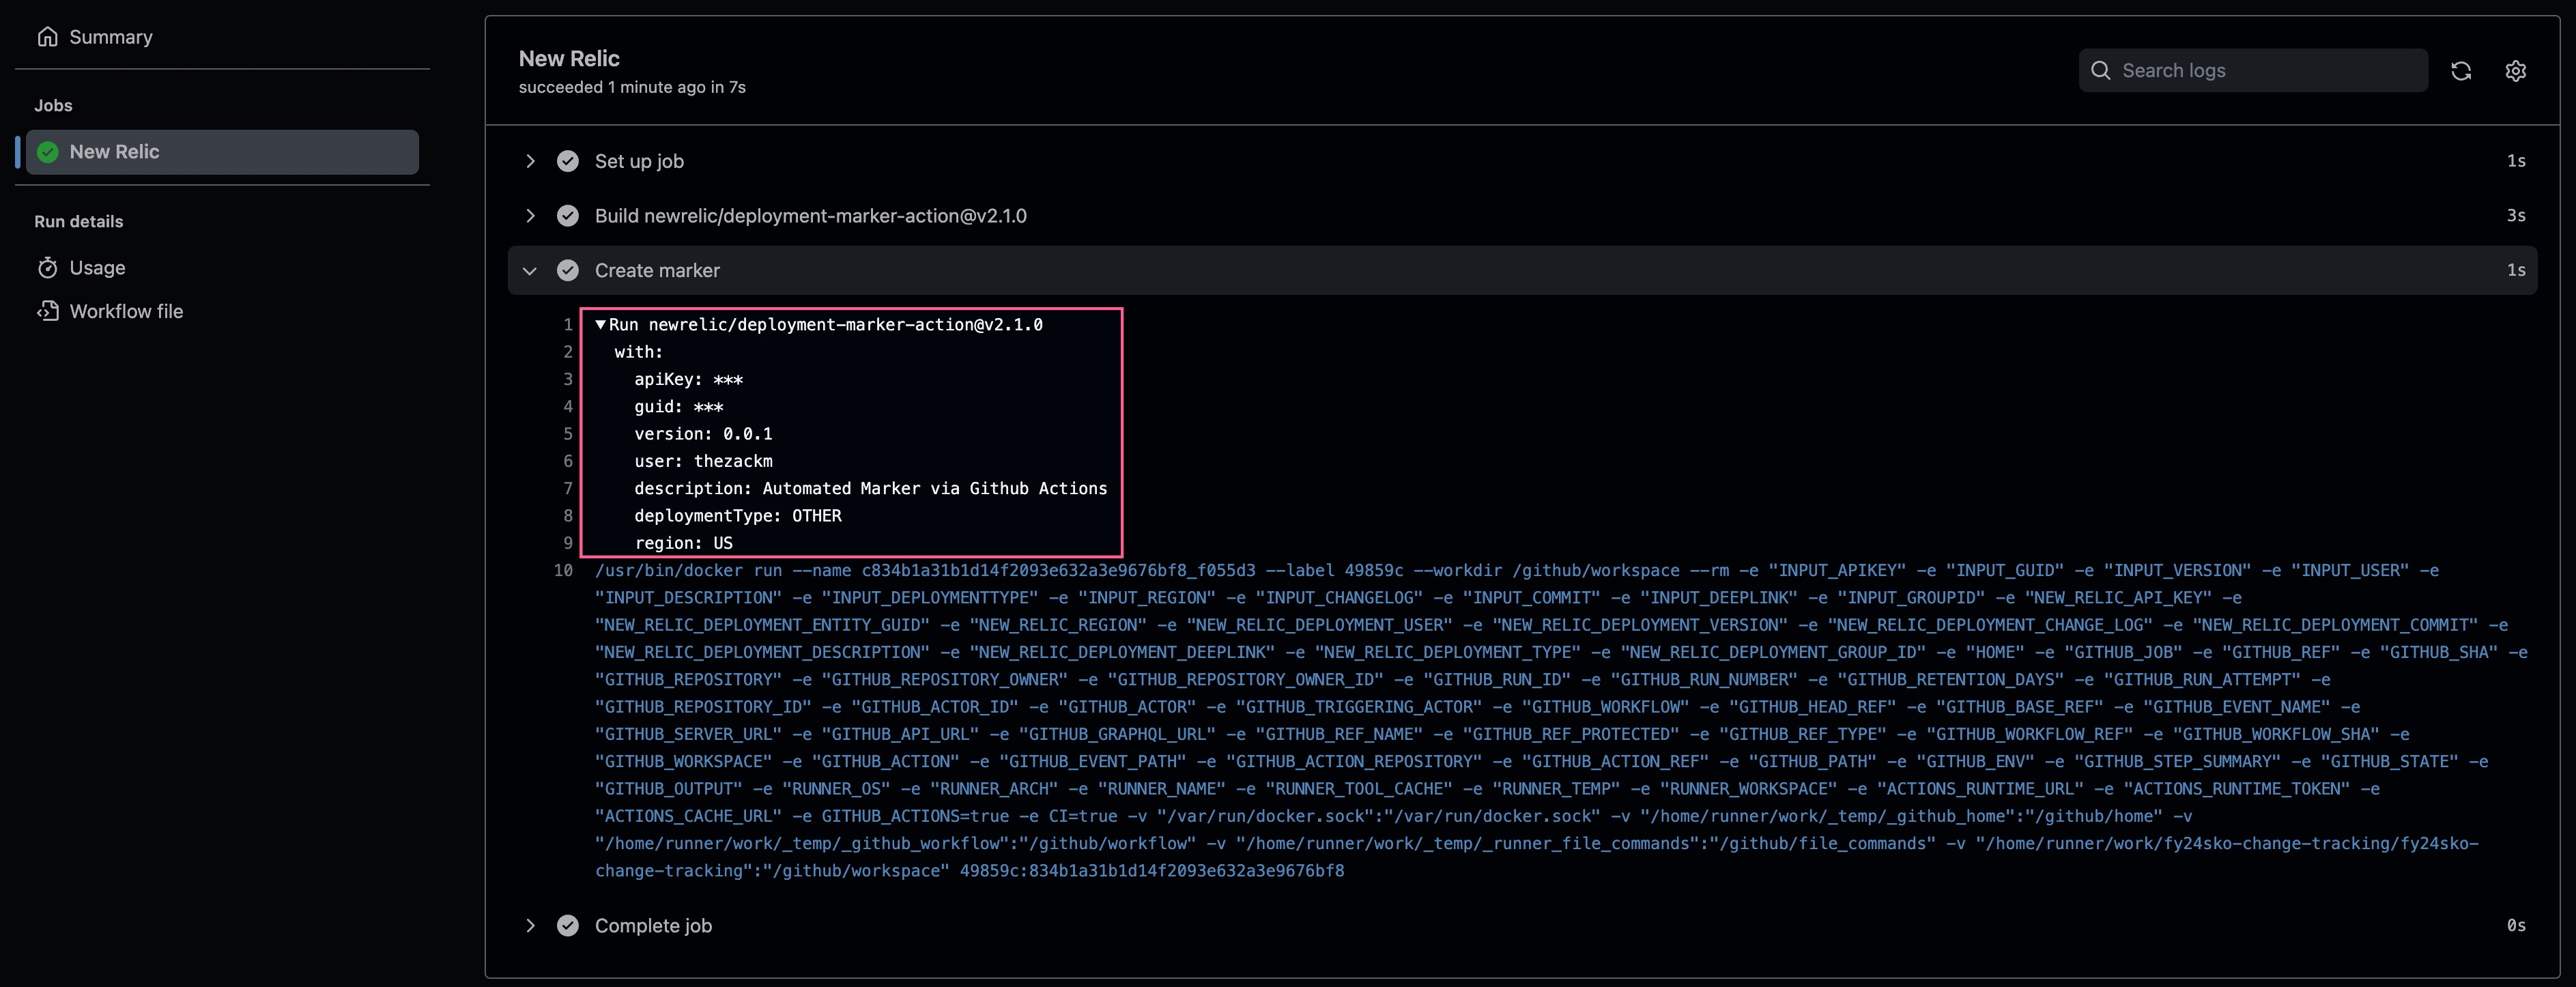 Summary
Jobs
New Relic
Run details
Usage
Workflow file
New Relic
succeeded 1 minute ago in 7s
Search logs
Set up job 1s
Build newrelic/deployment-marker-action@v2.1.0 3s
Create marker 1s
1 ▼Run newrelic/deployment-marker-action@v2.1.0
2 with:
3 apiKey: ***
4 guid: ***
5 version: 0.0.1
6 user: thezackm
7 description: Automated Marker via Github Actions
8 deploymentType: OTHER
9 region: US
10 /usr/bin/docker run --name c834b1a31b1d14f2093e632a3e9676bf8_f055d3 --label 49859c --workdir /github/workspace --rm -e "INPUT_APIKEY" -e "INPUT_GUID" -e "INPUT_VERSION" -e "INPUT_USER" -e
"INPUT_DESCRIPTION" -e "INPUT_DEPLOYMENTTYPE" -e "INPUT_REGION" -e "INPUT_CHANGELOG" -e "INPUT_COMMIT" -e "INPUT_DEEPLINK" -e "INPUT_GROUPID" -e "NEW_RELIC_API_KEY" -e
"NEW_RELIC_DEPLOYMENT_ENTITY_GUID" -e "NEW_RELIC_REGION" -e "NEW_RELIC_DEPLOYMENT_USER" -e "NEW_RELIC_DEPLOYMENT_VERSION" -e "NEW_RELIC_DEPLOYMENT_CHANGE_LOG" -e "NEW_RELIC_DEPLOYMENT_COMMIT" -e
"NEW_RELIC_DEPLOYMENT_DESCRIPTION" -e "NEW_RELIC_DEPLOYMENT_DEEPLINK" -e "NEW_RELIC_DEPLOYMENT_TYPE" -e "NEW_RELIC_DEPLOYMENT_GROUP_ID" -e "HOME" -e "GITHUB_JOB" -e "GITHUB_REF" -e "GITHUB_SHA" -e
"GITHUB_REPOSITORY" -e "GITHUB_REPOSITORY_OWNER" -e "GITHUB_REPOSITORY_OWNER_ID" -e "GITHUB_RUN_ID" -e "GITHUB_RUN_NUMBER" -e "GITHUB_RETENTION_DAYS" -e "GITHUB_RUN_ATTEMPT" -e
"GITHUB_REPOSITORY_ID" -e "GITHUB_ACTOR_ID" -e "GITHUB_ACTOR" -e "GITHUB_TRIGGERING_ACTOR" -e "GITHUB_WORKFLOW" -e "GITHUB_HEAD_REF" -e "GITHUB_BASE_REF" -e "GITHUB_EVENT_NAME" -e
"GITHUB_SERVER_URL" -e "GITHUB_API_URL" -e "GITHUB_GRAPHQL_URL" -e "GITHUB_REF_NAME" -e "GITHUB_REF_PROTECTED" -e "GITHUB_REF_TYPE" -e "GITHUB_WORKFLOW_REF" -e "GITHUB_WORKFLOW_SHA" -e
"GITHUB_WORKSPACE" -e "GITHUB_ACTION" -e "GITHUB_EVENT_PATH" -e "GITHUB_ACTION_REPOSITORY" -e "GITHUB_ACTION_REF" -e "GITHUB_PATH" -e "GITHUB_ENV" -e "GITHUB_STEP_SUMMARY" -e "GITHUB_STATE" -e
"GITHUB_OUTPUT" -e "RUNNER_OS" -e "RUNNER_ARCH" -e "RUNNER_NAME" -e "RUNNER_TOOL_CACHE" -e "RUNNER_TEMP" -e "RUNNER_WORKSPACE" -e "ACTIONS_RUNTIME_URL" -e "ACTIONS_RUNTIME_TOKEN" -e
"ACTIONS_CACHE_URL" -e GITHUB_ACTIONS=true -e CI=true -v "/var/run/docker.sock":"/var/run/docker.sock" -v "/home/runner/work/_temp/_github_home":"/github/home" -v
"/home/runner/work/_temp/_github_workflow":"/github/workflow" -v "/home/runner/work/_temp/_runner_file_commands":"/github/file_commands" -v "/home/runner/work/fy24sko-change-tracking/fy24sko-
change-tracking":"/github/workspace" 49859c:834b1a31b1d14f2093e632a3e9676bf8
Complete job 0s